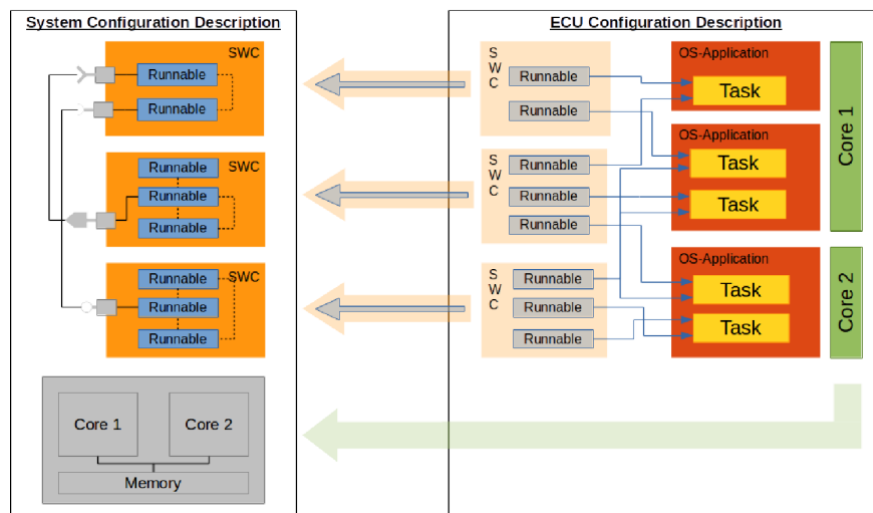 System Configuration Description
SWC
Runnable
Runnable
SWC
Runnable
Runnable
Runnable
SWC
Runnable
Runnable
Runnable
Core 1
Core 2
Memory
ECU Configuration Description
S
W
C
Runnable
Runnable
S
W
C
Runnable
Runnable
Runnable
S
W
C
Runnable
Runnable
Runnable
OS-Application
Task
OS-Application
Task
Task
OS-Application
Task
Task
Core 1
Core 2